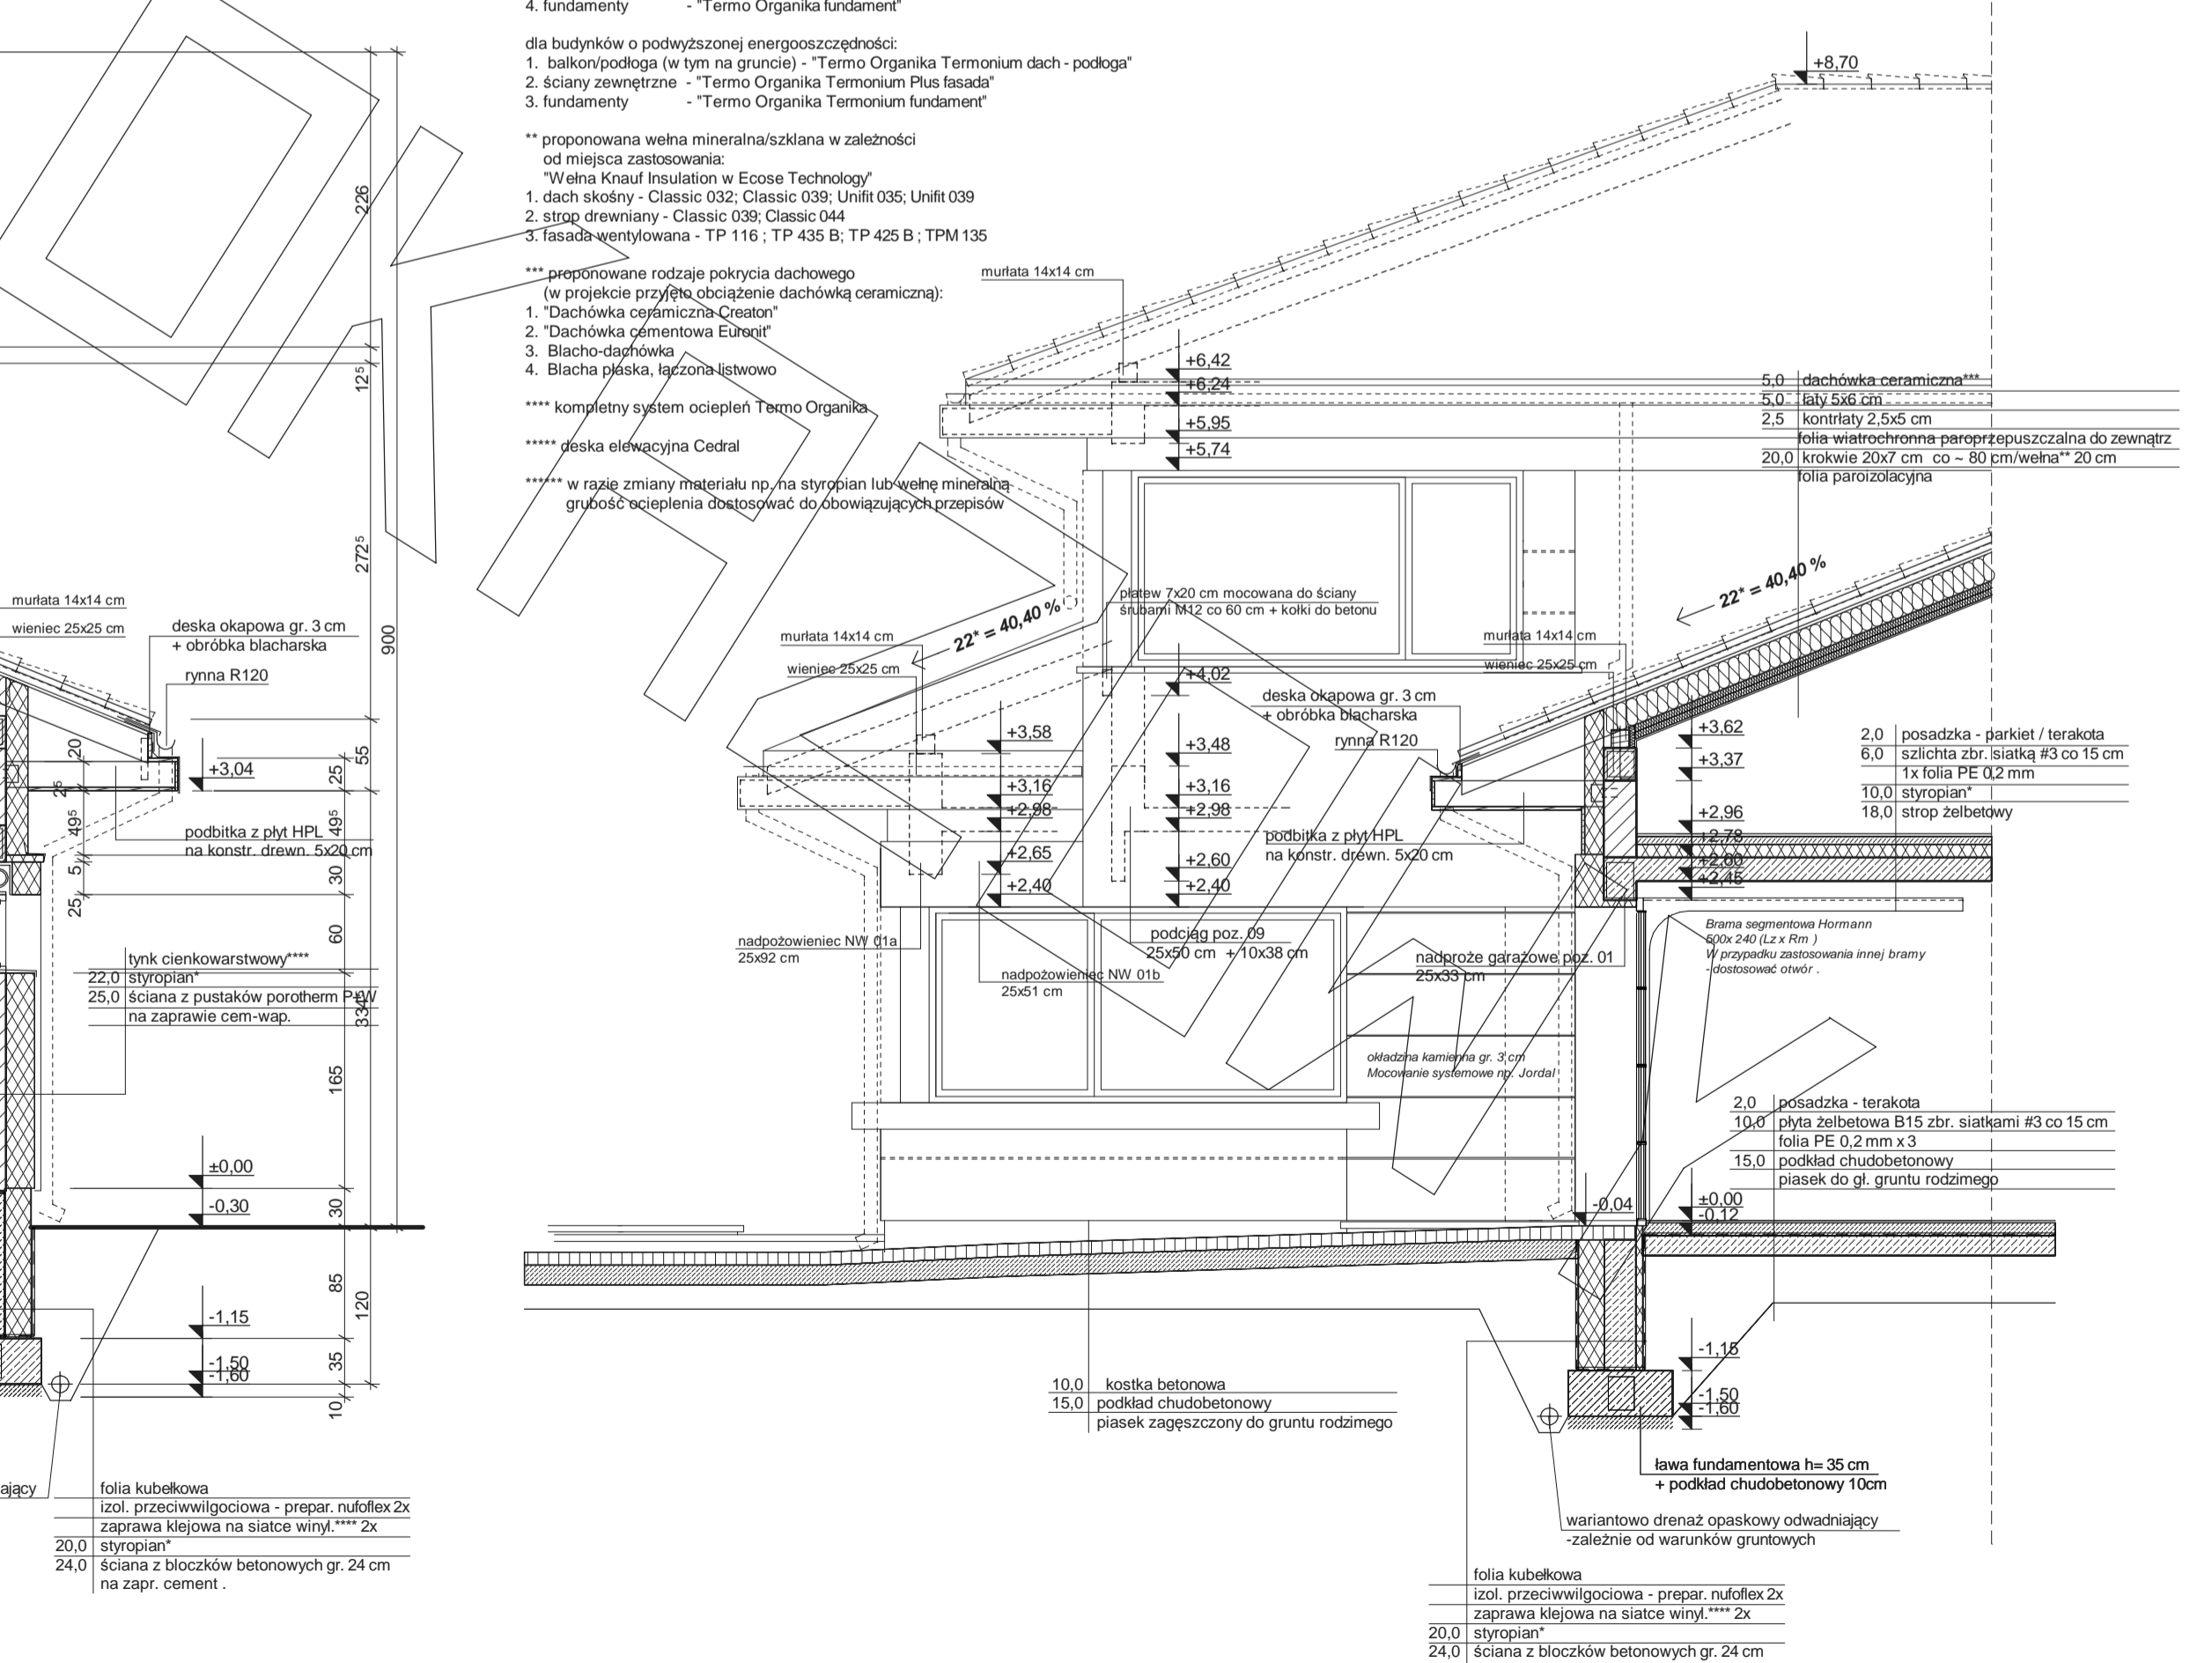 4. fundamenty - "Termo Organika fundament"
dla budynków o podwyższonej energooszczędności:
1. balkon/podłoga (w tym na gruncie) - "Termo Organika Termonium dach - podłoga"
2. ściany zewnętrzne - "Termo Organika Termonium Plus fasada"
3. fundamenty - "Termo Organika Termonium fundament"
** proponowana wełna mineralna/szklana w zależności
od miejsca zastosowania:
"Wełna Knauf Insulation w Ecose Technology"
1. dach skośny - Classic 032; Classic 039; Unifit 035; Unifit 039
2. strop drewniany - Classic 039; Classic 044
3. fasada wentylowana - TP 116 ; TP 435 B; TP 425 B ; TPM 135
*** proponowane rodzaje pokrycia dachowego
(w projekcie przyjęto obciążenie dachówką ceramiczną):
1. "Dachówka ceramiczna Creaton"
2. "Dachówka cementowa Euronit"
3. Blacho-dachówka
4. Blacha płaska, łączona listwowo
**** kompletny system ociepleń Termo Organika
***** deska elewacyjna Cedral
****** w razie zmiany materiału np. na styropian lub wełnę mineralną
grubość ocieplenia dostosować do obowiązujących przepisów
226
12⁵
272⁵
900
55
25
49⁵
30
60
334⁵
165
30
85
120
35
10
20
25
49⁵
5
25
murłata 14x14 cm
wieniec 25x25 cm
deska okapowa gr. 3 cm
+ obróbka blacharska
rynna R120
+3,04
podbitka z płyt HPL
na konstr. drewn. 5x20 cm
tynk cienkowarstwowy****
22,0 styropian*
25,0 ściana z pustaków porotherm P+W
na zaprawie cem-wap.
±0,00
-0,30
-1,15
-1,50
-1,60
ający
folia kubełkowa
izol. przeciwwilgociowa - prepar. nufoflex 2x
zaprawa klejowa na siatce winyl.**** 2x
20,0 styropian*
24,0 ściana z bloczków betonowych gr. 24 cm
na zapr. cement .
+8,70
murłata 14x14 cm
+6,42
+6,24
+5,95
+5,74
5,0 dachówka ceramiczna***
5,0 łaty 5x6 cm
2,5 kontrłaty 2,5x5 cm
folia wiatrochronna paroprzepuszczalna do zewnątrz
20,0 krokwie 20x7 cm co ~ 80 cm/wełna** 20 cm
folia paroizolacyjna
22* = 40,40 %
płatew 7x20 cm mocowana do ściany
śrubami M12 co 60 cm + kołki do betonu
22* = 40,40 %
murłata 14x14 cm
wieniec 25x25 cm
murłata 14x14 cm
wieniec 25x25 cm
+4,02
deska okapowa gr. 3 cm
+ obróbka blacharska
rynna R120
+3,58
+3,16
+2,98
+2,65
+2,40
+3,48
+3,16
+2,98
+2,60
+2,40
+3,62
+3,37
+2,96
+2,78
+2,60
+2,45
2,0 posadzka - parkiet / terakota
6,0 szlichta zbr. siatką #3 co 15 cm
1x folia PE 0,2 mm
10,0 styropian*
18,0 strop żelbetowy
podbitka z płyt HPL
na konstr. drewn. 5x20 cm
nadpożowieniec NW 01a
25x92 cm
podciąg poz. 09
25x50 cm + 10x38 cm
nadpożowieniec NW 01b
25x51 cm
nadproże garażowe poz. 01
25x33 cm
Brama segmentowa Hormann
500x 240 (Lz x Rm )
W przypadku zastosowania innej bramy
- dostosować otwór .
okładzina kamienna gr. 3 cm
Mocowanie systemowe np. Jordal
2,0 posadzka - terakota
10,0 płyta żelbetowa B15 zbr. siatkami #3 co 15 cm
folia PE 0,2 mm x 3
15,0 podkład chudobetonowy
piasek do gł. gruntu rodzimego
-0,04
±0,00
-0,12
-1,15
-1,50
-1,60
10,0 kostka betonowa
15,0 podkład chudobetonowy
piasek zagęszczony do gruntu rodzimego
ława fundamentowa h= 35 cm
+ podkład chudobetonowy 10cm
wariantowo drenaż opaskowy odwadniający
-zależnie od warunków gruntowych
folia kubełkowa
izol. przeciwwilgociowa - prepar. nufoflex 2x
zaprawa klejowa na siatce winyl.**** 2x
20,0 styropian*
24,0 ściana z bloczków betonowych gr. 24 cm